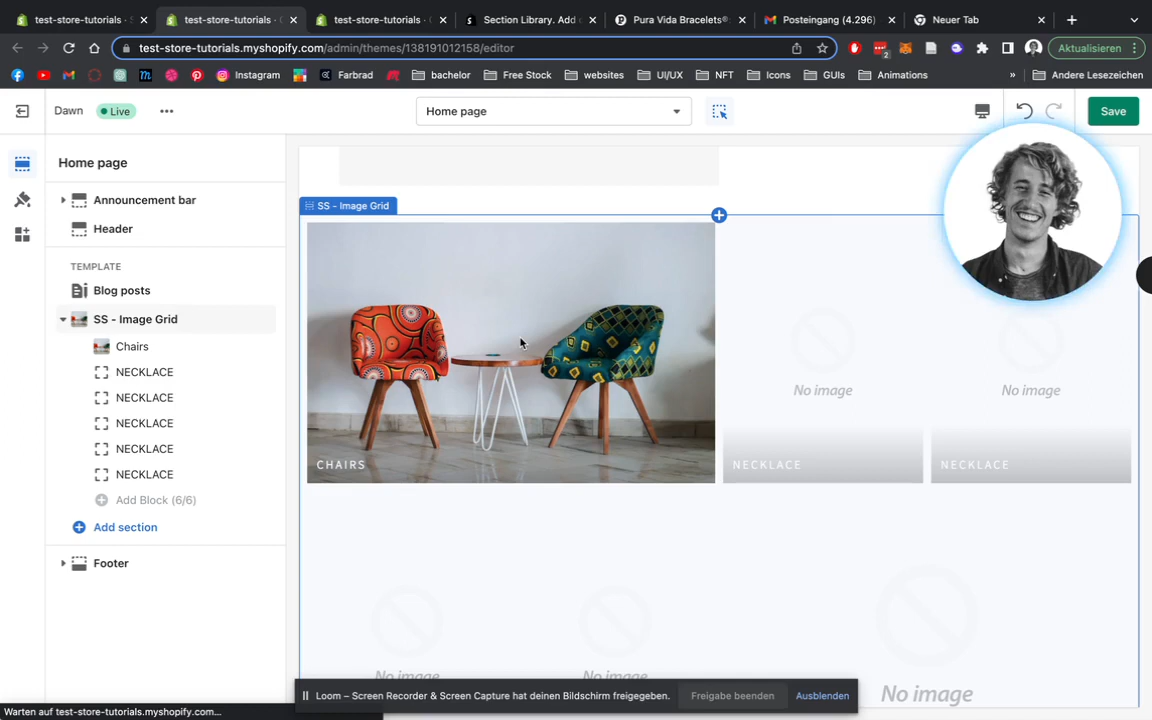 test-store-tutorials · S
test-store-tutorials ·
test-store-tutorials ·
Section Library. Add
Pura Vida Bracelets®
Posteingang (4.296)
Neuer Tab
test-store-tutorials.myshopify.com/admin/themes/138191012158/editor
2
Aktualisieren
Instagram
Farbrad
bachelor
Free Stock
websites
UI/UX
NFT
Icons
GUIs
Animations
»
Andere Lesezeichen
Dawn
Live
Home page
Save
Home page
Announcement bar
Header
TEMPLATE
Blog posts
SS - Image Grid
Chairs
NECKLACE
NECKLACE
NECKLACE
NECKLACE
NECKLACE
Add Block (6/6)
Add section
Footer
SS - Image Grid
CHAIRS
No image
NECKLACE
No image
NECKLACE
No image
No image
No image
Loom – Screen Recorder & Screen Capture hat deinen Bildschirm freigegeben.
Freigabe beenden
Ausblenden
Warten auf test-store-tutorials.myshopify.com...